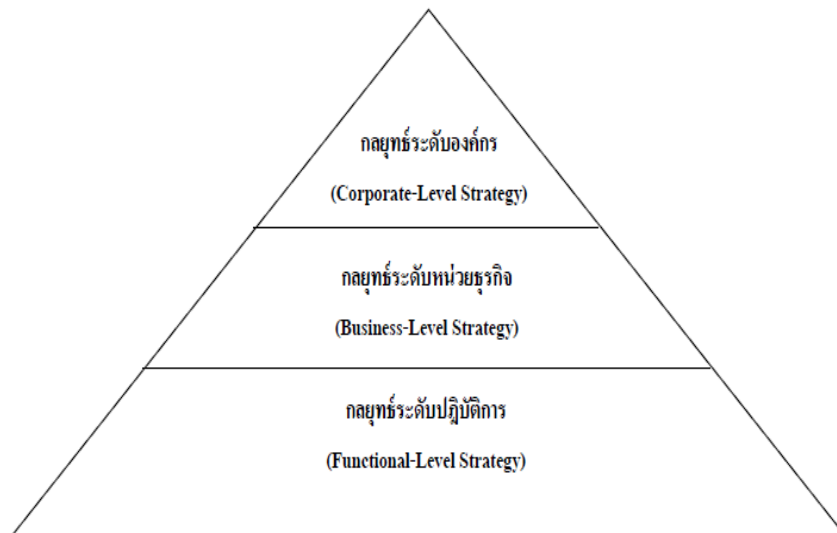 กลยุทธ์ระดับองค์กร
(Corporate-Level Strategy)
กลยุทธ์ระดับหน่วยธุรกิจ
(Business-Level Strategy)
กลยุทธ์ระดับปฏิบัติการ
(Functional-Level Strategy)